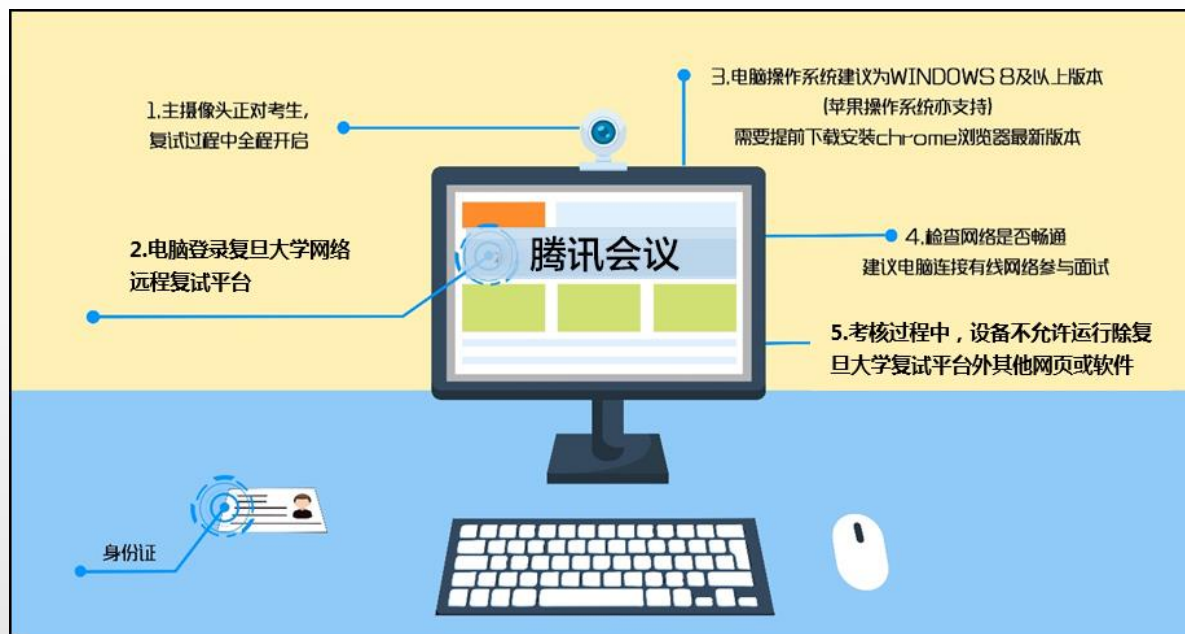 1.主摄像头正对考生,
复试过程中全程开启
3.电脑操作系统建议为WINDOWS 8及以上版本
(苹果操作系统亦支持)
需要提前下载安装chrome浏览器最新版本
2.电脑登录复旦大学网络
远程复试平台
腾讯会议
4.检查网络是否畅通
建议电脑连接有线网络参与面试
5.考核过程中，设备不允许运行除复
旦大学复试平台外其他网页或软件
身份证